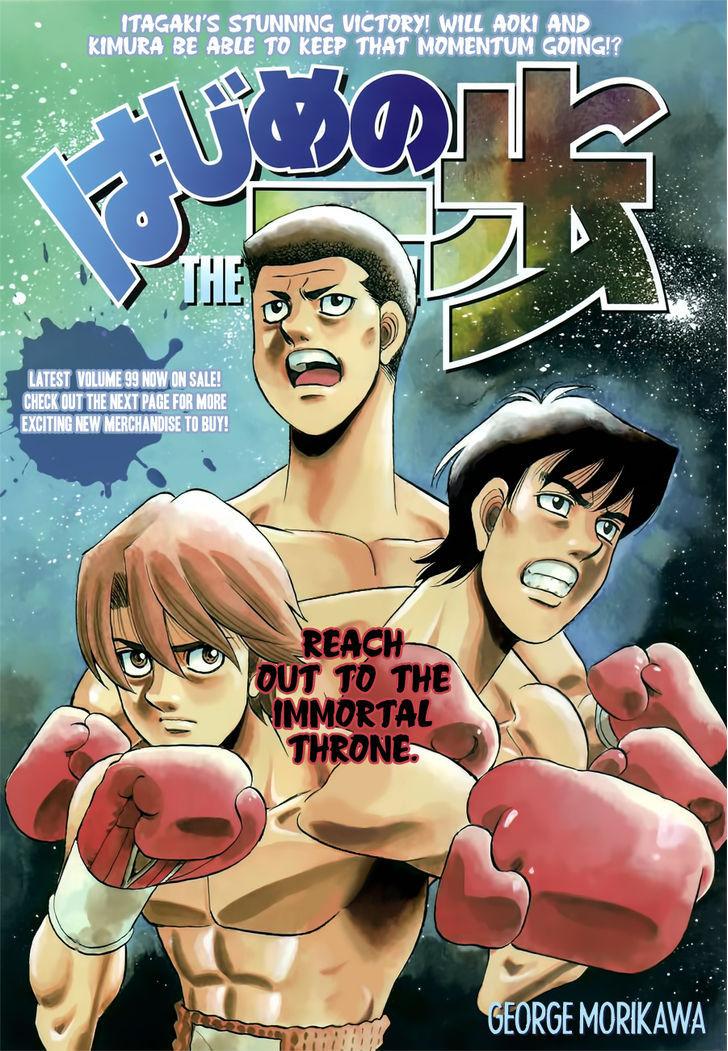 ITAGAKI'S STUNNING VICTORY! WILL AOKI AND
KIMURA BE ABLE TO KEEP THAT MOMENTUM GOING!?
はじめの
一歩
THE
LATEST VOLUME 99 NOW ON SALE!
CHECK OUT THE NEXT PAGE FOR MORE
EXCITING NEW MERCHANDISE TO BUY!
REACH
OUT TO THE
IMMORTAL
THRONE.
GEORGE MORIKAWA